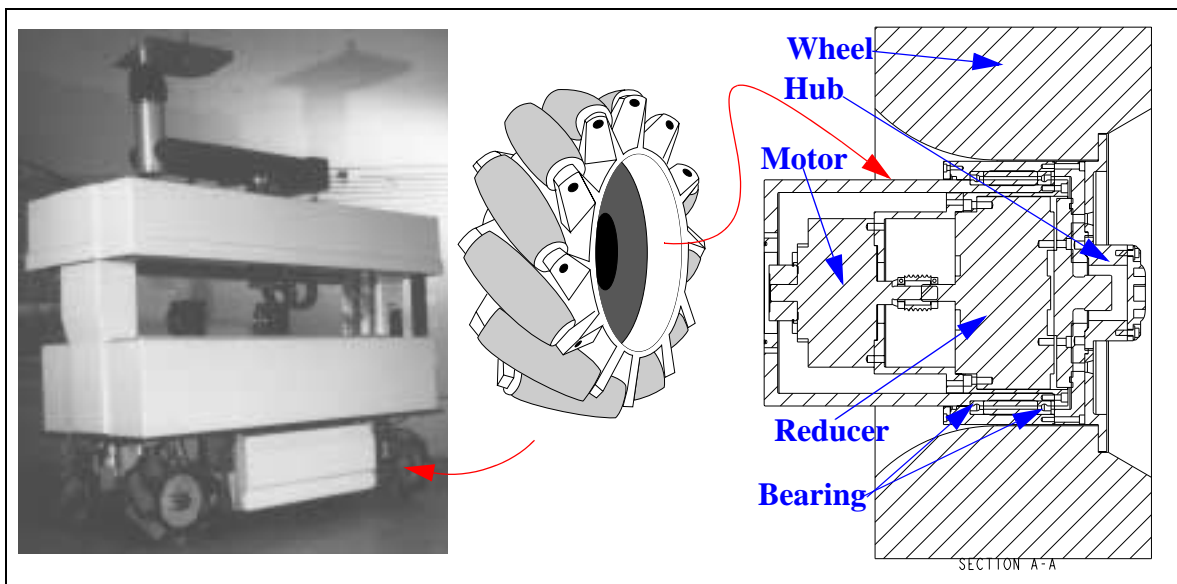 Wheel
Hub
Motor
Reducer
Bearing
SECTION A-A